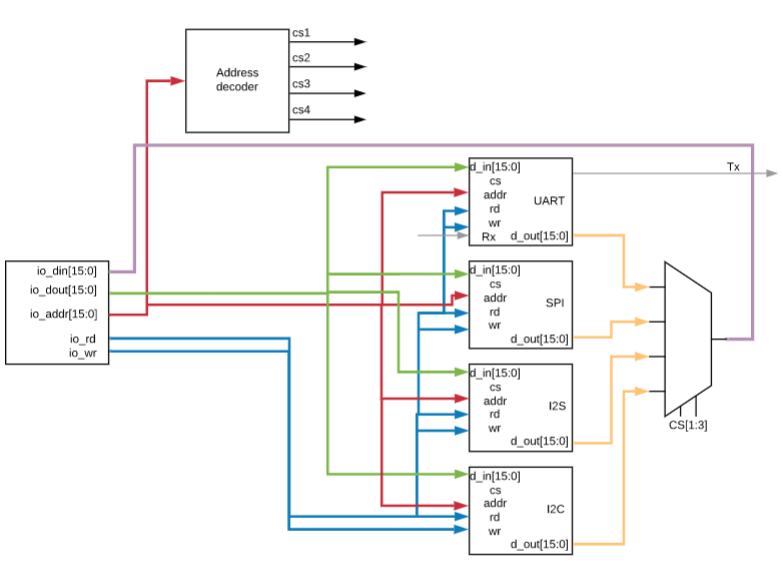 cs1
cs2
cs3
cs4
Address
decoder
io_din[15:0]
io_dout[15:0]
io_addr[15:0]
io_rd
io_wr
d_in[15:0]
cs
addr
rd
wr
Rx
UART
d_out[15:0]
Tx
d_in[15:0]
cs
addr
rd
wr
SPI
d_out[15:0]
d_in[15:0]
cs
addr
rd
wr
I2S
d_out[15:0]
d_in[15:0]
cs
addr
rd
wr
I2C
d_out[15:0]
CS[1:3]